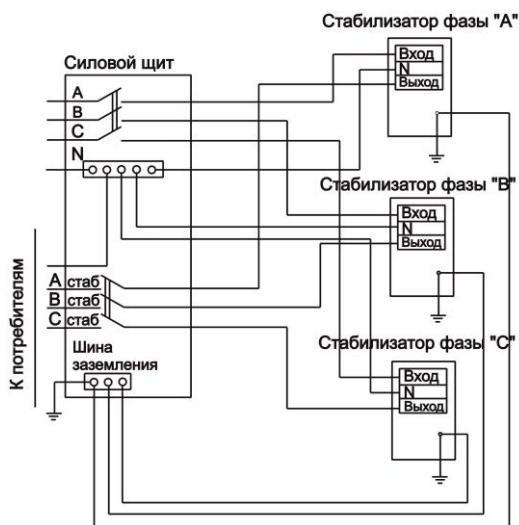 Стабилизатор фазы "А"
Вход
N
Выход
Силовой щит
A
B
C
N
Стабилизатор фазы "В"
Вход
N
Выход
К потребителям
А стаб
В стаб
С стаб
Шина
заземления
Стабилизатор фазы "С"
Вход
N
Выход